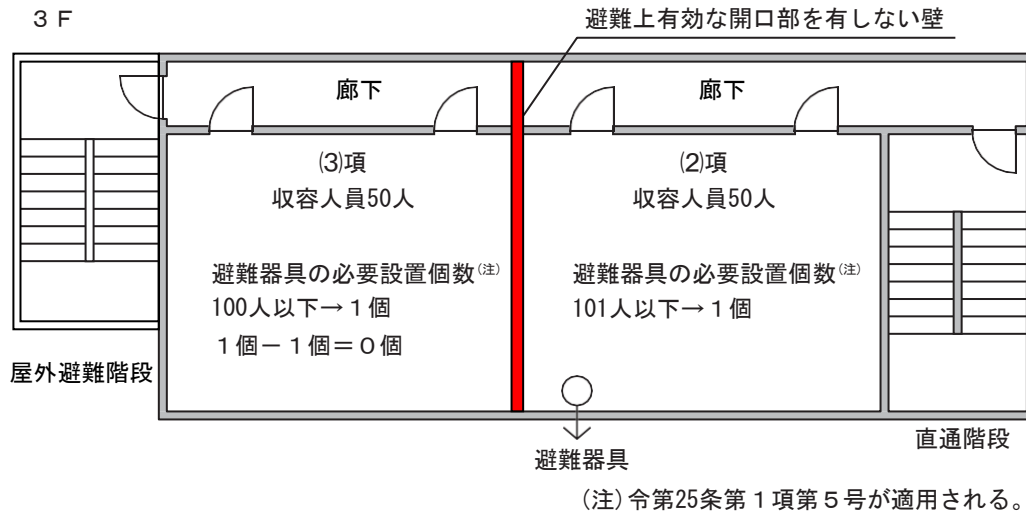 ３Ｆ
避難上有効な開口部を有しない壁
廊下
廊下
⑶項
収容人員50人
避難器具の必要設置個数(注)
100人以下→１個
１個－１個＝０個
⑵項
収容人員50人
避難器具の必要設置個数(注)
101人以下→１個
屋外避難階段
直通階段
避難器具
(注)令第25条第１項第５号が適用される。